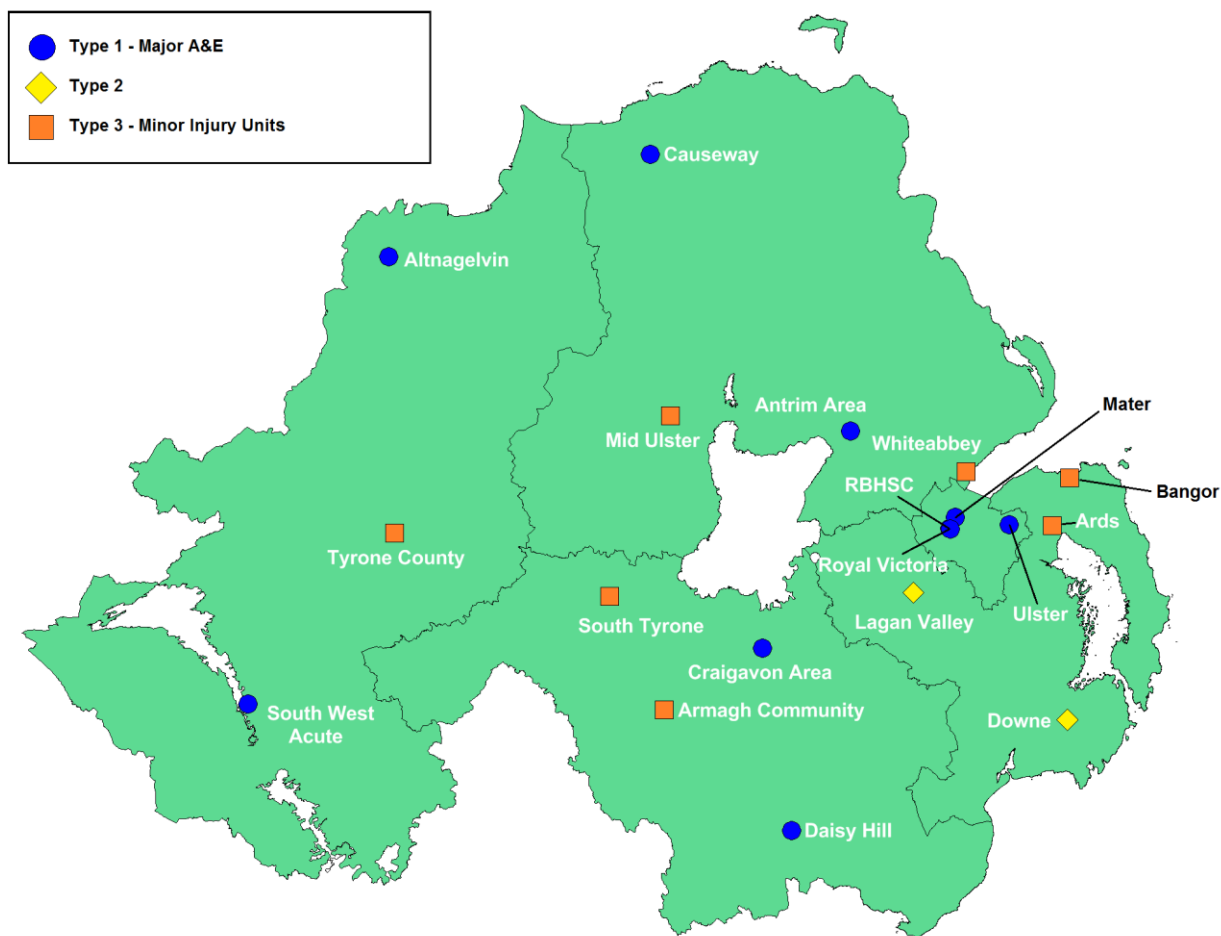 Type 1 - Major A&E
Type 2
Type 3 - Minor Injury Units
Causeway
Altnagelvin
Antrim Area
Mater
Mid Ulster
Whiteabbey
RBHSC
Bangor
Ards
Tyrone County
Royal Victoria
South Tyrone
Lagan Valley
Ulster
Craigavon Area
South West
Acute
Armagh Community
Downe
Daisy Hill